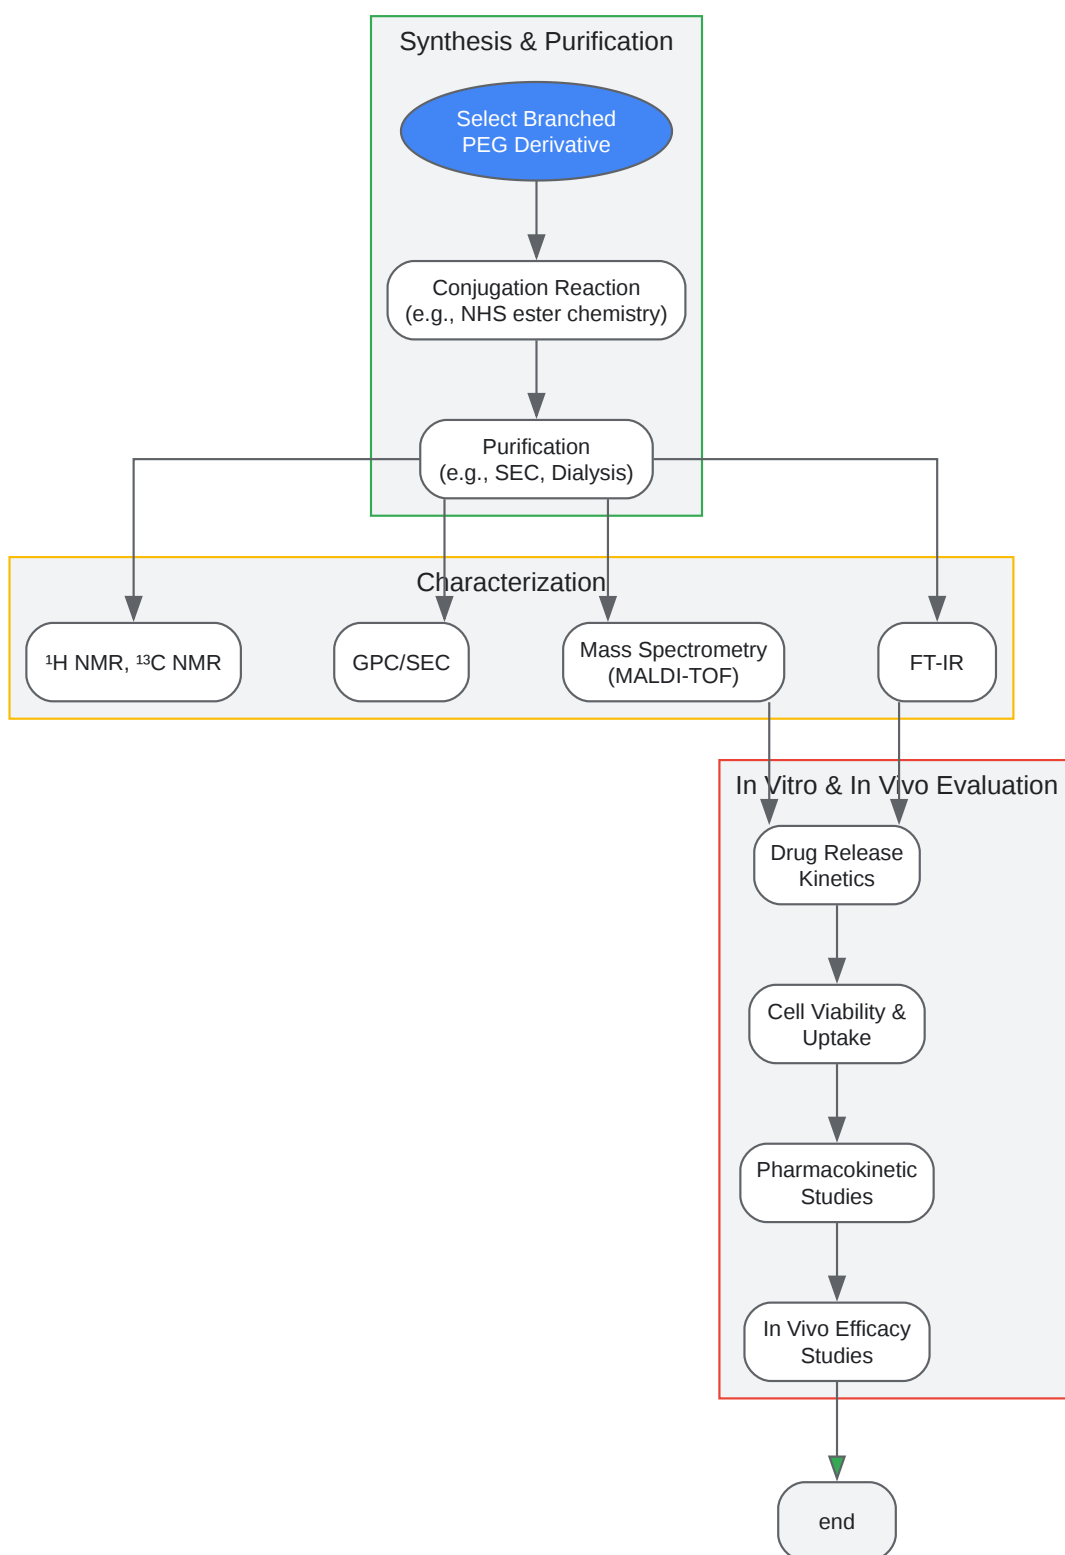 Synthesis & Purification
Select Branched
PEG Derivative
Conjugation Reaction
(e.g., NHS ester chemistry)
Purification
(e.g., SEC, Dialysis)
Characterization
¹H NMR, ¹³C NMR
GPC/SEC
Mass Spectrometry
(MALDI-TOF)
FT-IR
In Vitro & In Vivo Evaluation
Drug Release
Kinetics
Cell Viability &
Uptake
Pharmacokinetic
Studies
In Vivo Efficacy
Studies
end